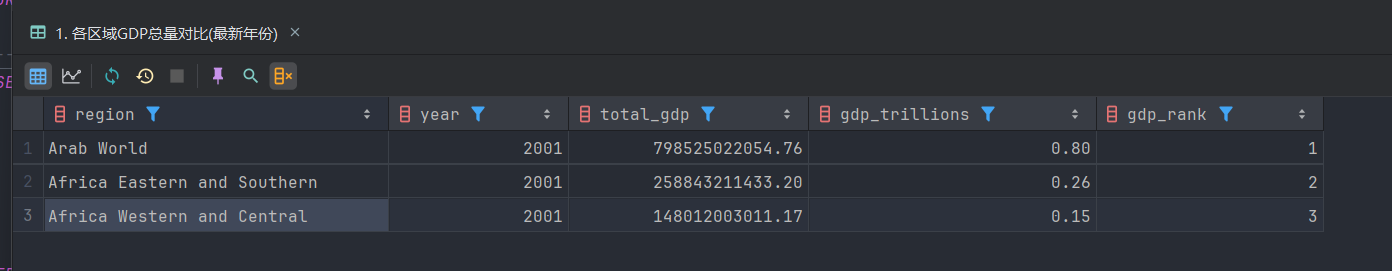 1. 各区域GDP总量对比(最新年份) ×
region year total_gdp gdp_trillions gdp_rank
1 Arab World 2001 798525022054.76 0.80 1
2 Africa Eastern and Southern 2001 258843211433.20 0.26 2
3 Africa Western and Central 2001 148012003011.17 0.15 3